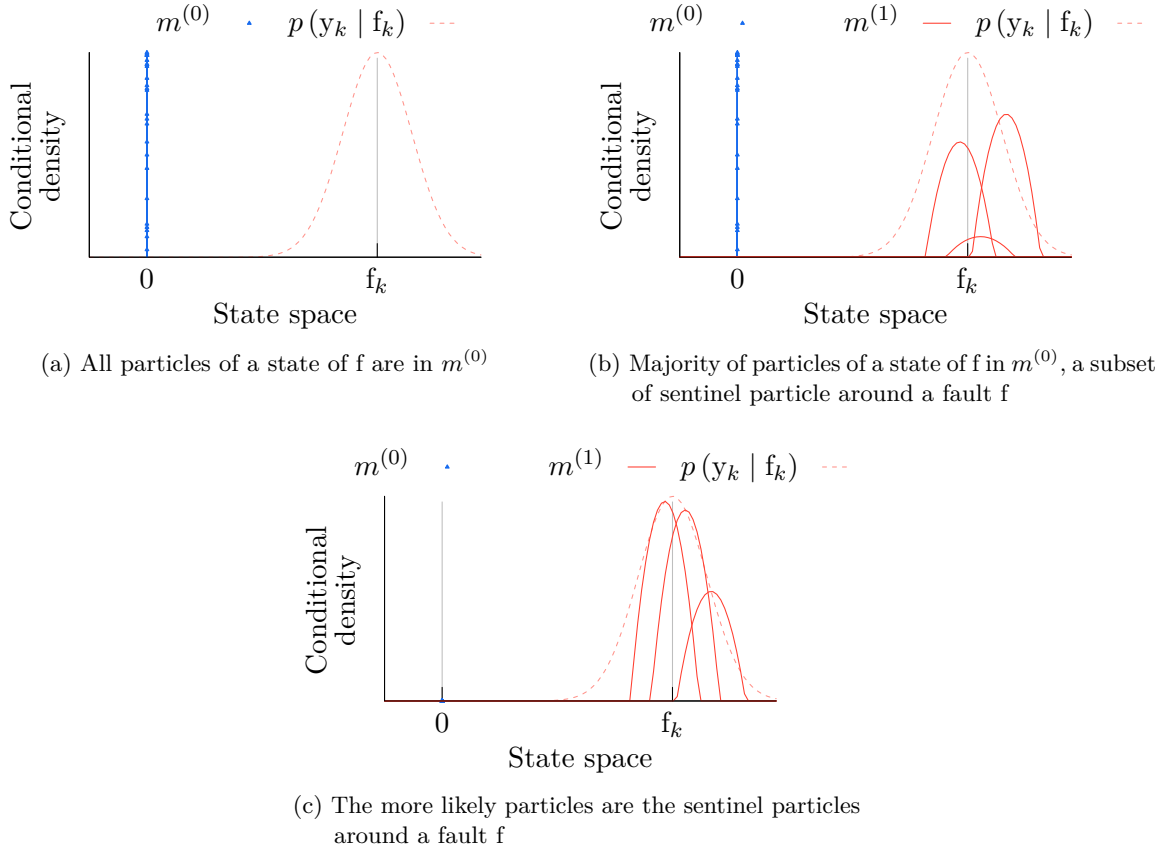 m^(0) p (y_k | f_k)
Conditional
density
0 f_k
State space
(a) All particles of a state of f are in m^(0)
m^(0) m^(1) p (y_k | f_k)
Conditional
density
0 f_k
State space
(b) Majority of particles of a state of f in m^(0), a subset
of sentinel particle around a fault f
m^(0) m^(1) p (y_k | f_k)
Conditional
density
0 f_k
State space
(c) The more likely particles are the sentinel particles
around a fault f